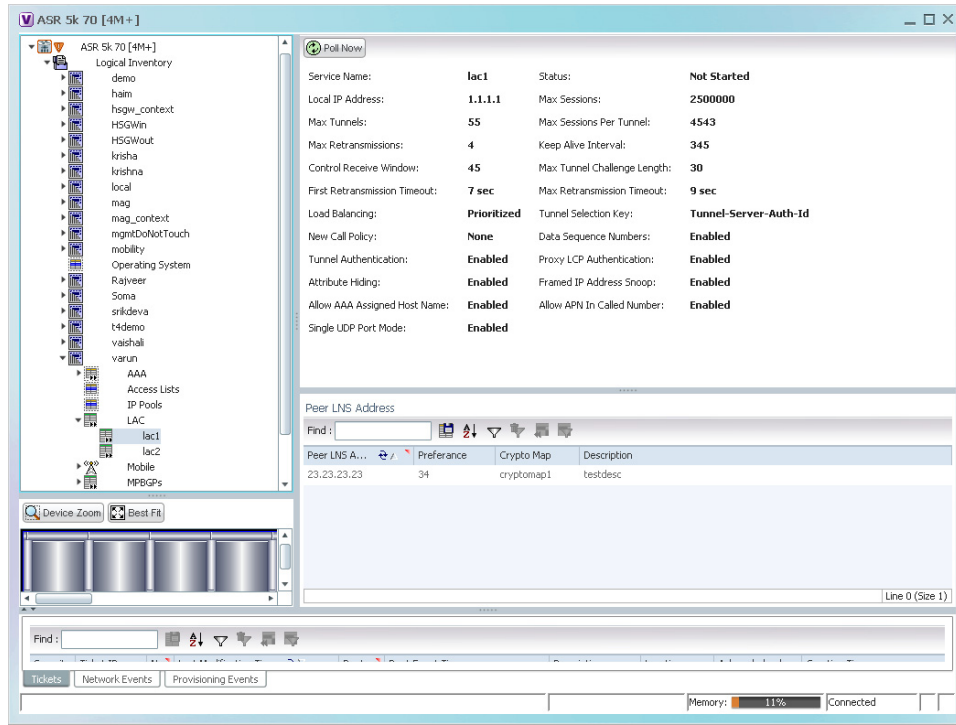 ASR 5k 70 [4M+]
ASR 5k 70 [4M+]
Logical Inventory
demo
haim
hsgw_context
HSGWin
HSGWout
krisha
krishna
local
mag
mag_context
mgmtDoNotTouch
mobility
Operating System
Rajveer
Soma
srikdeva
t4demo
vaishali
varun
AAA
Access Lists
IP Pools
LAC
lac1
lac2
Mobile
MPBGPs
Device Zoom Best Fit
Poll Now
Service Name: lac1 Status: Not Started
Local IP Address: 1.1.1.1 Max Sessions: 2500000
Max Tunnels: 55 Max Sessions Per Tunnel: 4543
Max Retransmissions: 4 Keep Alive Interval: 345
Control Receive Window: 45 Max Tunnel Challenge Length: 30
First Retransmission Timeout: 7 sec Max Retransmission Timeout: 9 sec
Load Balancing: Prioritized Tunnel Selection Key: Tunnel-Server-Auth-Id
New Call Policy: None Data Sequence Numbers: Enabled
Tunnel Authentication: Enabled Proxy LCP Authentication: Enabled
Attribute Hiding: Enabled Framed IP Address Snoop: Enabled
Allow AAA Assigned Host Name: Enabled Allow APN In Called Number: Enabled
Single UDP Port Mode: Enabled
Peer LNS Address
Find :
Peer LNS A... Preferance Crypto Map Description
23.23.23.23 34 cryptomap1 testdesc
Line 0 (Size 1)
Find :
Tickets Network Events Provisioning Events
Memory: 11% Connected